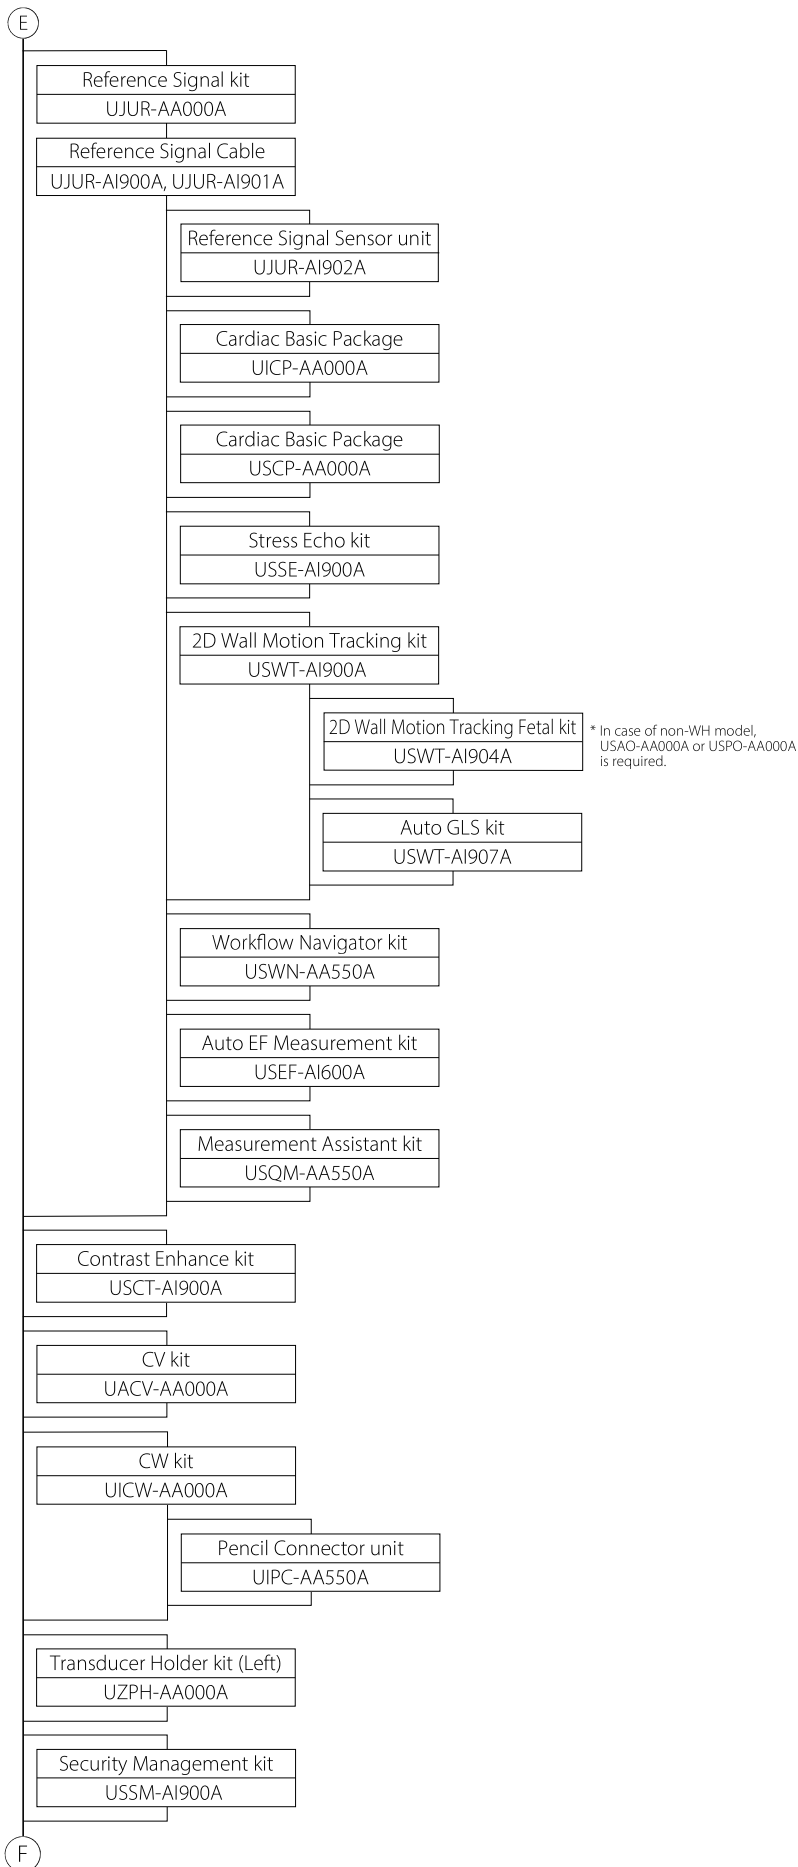 E
Reference Signal kit
UJUR-AA000A
Reference Signal Cable
UJUR-AI900A, UJUR-AI901A
Reference Signal Sensor unit
UJUR-AI902A
Cardiac Basic Package
UICP-AA000A
Cardiac Basic Package
USCP-AA000A
Stress Echo kit
USSE-AI900A
2D Wall Motion Tracking kit
USWT-AI900A
2D Wall Motion Tracking Fetal kit
USWT-AI904A
* In case of non-WH model,
USAO-AA000A or USPO-AA000A
is required.
Auto GLS kit
USWT-AI907A
Workflow Navigator kit
USWN-AA550A
Auto EF Measurement kit
USEF-AI600A
Measurement Assistant kit
USQM-AA550A
Contrast Enhance kit
USCT-AI900A
CV kit
UACV-AA000A
CW kit
UICW-AA000A
Pencil Connector unit
UIPC-AA550A
Transducer Holder kit (Left)
UZPH-AA000A
Security Management kit
USSM-AI900A
F